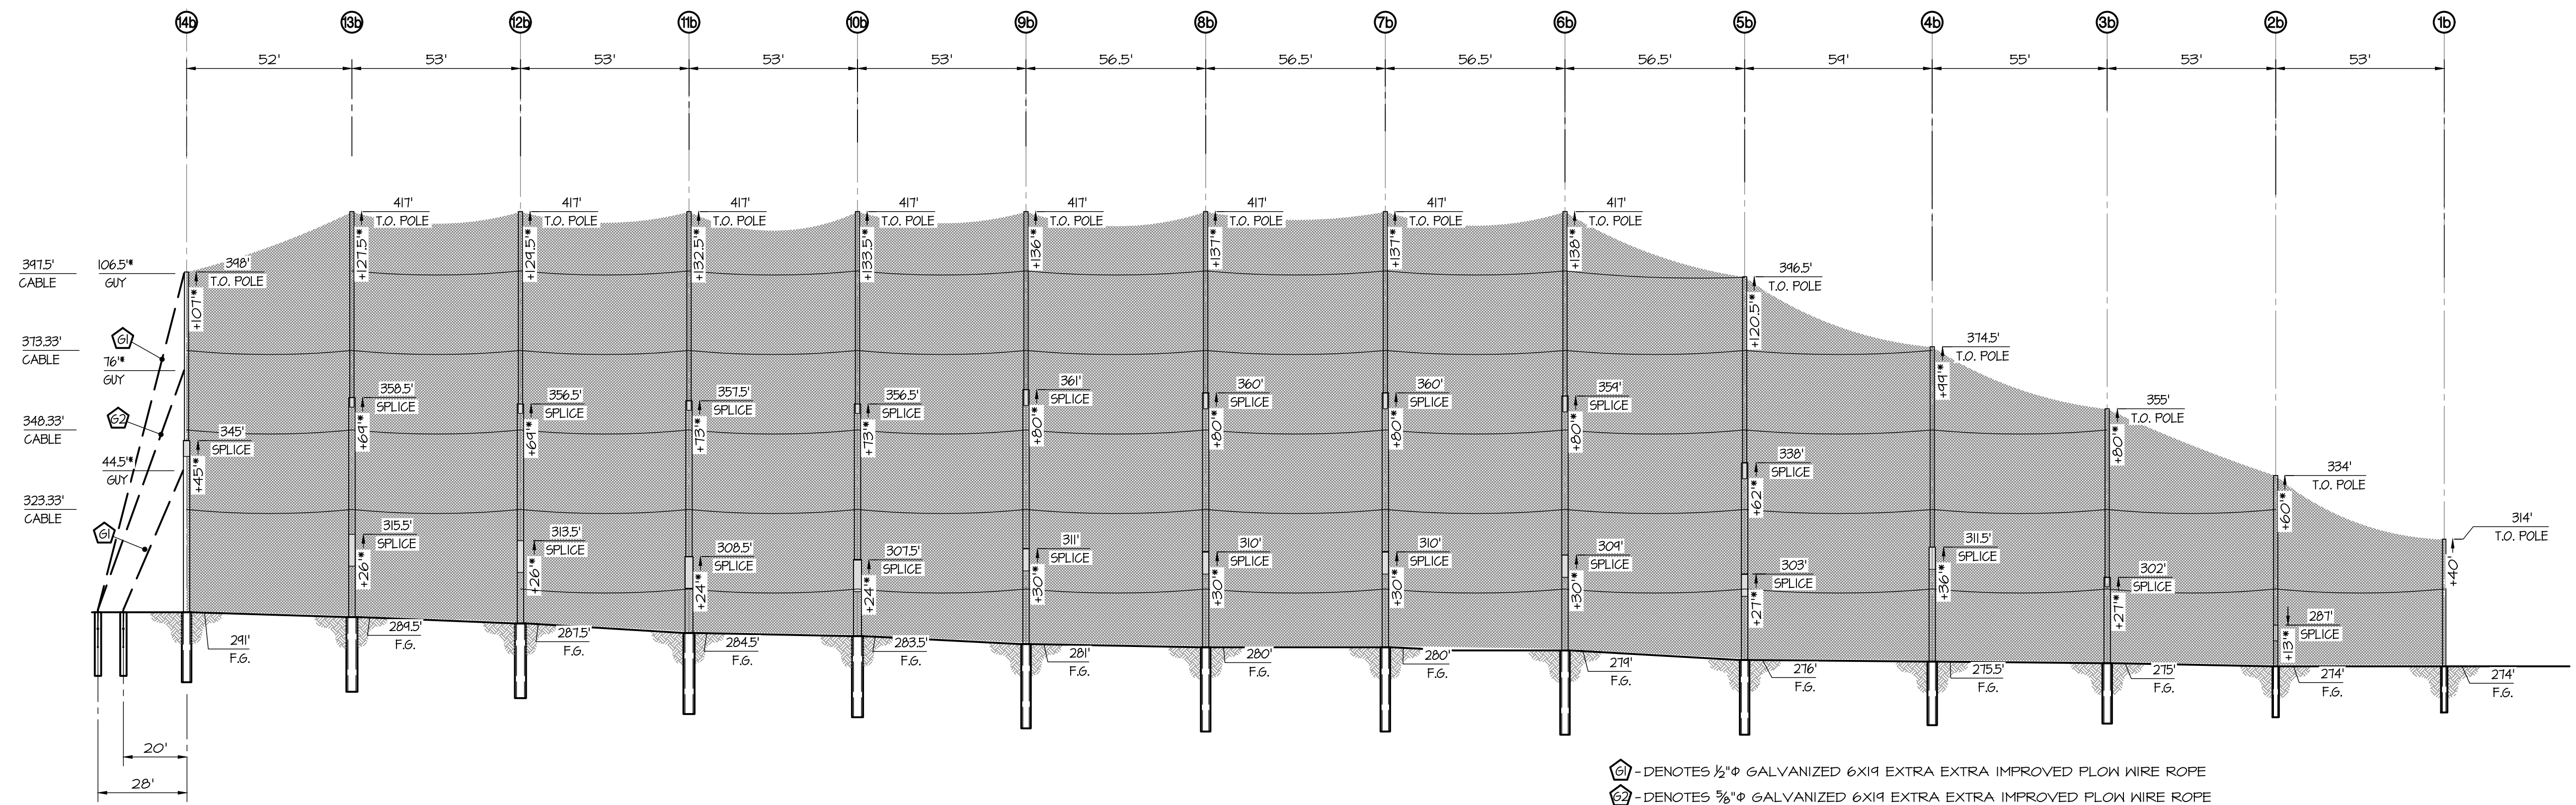 14b 13b 12b 11b 10b 9b 8b 7b 6b 5b 4b 3b 2b 1b
52' 53' 53' 53' 53' 56.5' 56.5' 56.5' 56.5' 59' 55' 53' 53'
417' 417' 417' 417' 417' 417' 417' 417'
T.O. POLE T.O. POLE T.O. POLE T.O. POLE T.O. POLE T.O. POLE T.O. POLE T.O. POLE
+127.5'* +129.5'* +132.5'* +133.5'* +136'* +137'* +137'* +138'*
397.5' 106.5'* 398' 396.5'
CABLE GUY T.O. POLE T.O. POLE
+107'* +120.5'*
G1
373.33' 374.5'
CABLE T.O. POLE
76'* +99'*
GUY
358.5' 356.5' 357.5' 356.5' 361' 360' 360' 359'
SPLICE SPLICE SPLICE SPLICE SPLICE SPLICE SPLICE SPLICE
+69'* +69'* +73'* +73'* +80'* +80'* +80'* +80'*
355'
T.O. POLE
+80'*
G2
348.33' 345'
CABLE SPLICE
44.5'* +45'*
GUY
338'
SPLICE
+62'*
334'
T.O. POLE
+60'*
323.33'
CABLE
G1
314'
T.O. POLE
+40'
315.5' 313.5' 308.5' 307.5' 311' 310' 310' 309' 303' 311.5' 302' 287'
SPLICE SPLICE SPLICE SPLICE SPLICE SPLICE SPLICE SPLICE SPLICE SPLICE SPLICE SPLICE
+26'* +26'* +24'* +24'* +30'* +30'* +30'* +30'* +27'* +36'* +27'* +13'*
291' 289.5' 287.5' 284.5' 283.5' 281' 280' 280' 279' 276' 275.5' 275' 274' 274'
F.G. F.G. F.G. F.G. F.G. F.G. F.G. F.G. F.G. F.G. F.G. F.G. F.G. F.G.
20'
28'
G1 - DENOTES 1/2"Φ GALVANIZED 6X19 EXTRA EXTRA IMPROVED PLOW WIRE ROPE
G2 - DENOTES 5/8"Φ GALVANIZED 6X19 EXTRA EXTRA IMPROVED PLOW WIRE ROPE